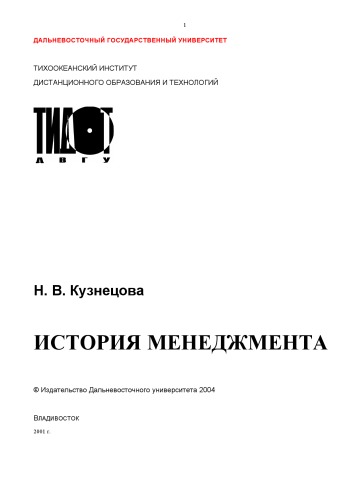 1
ДАЛЬНЕВОСТОЧНЫЙ ГОСУДАРСТВЕННЫЙ УНИВЕРСИТЕТ
ТИХООКЕАНСКИЙ ИНСТИТУТ
ДИСТАНЦИОННОГО ОБРАЗОВАНИЯ И ТЕХНОЛОГИЙ
ТИДОТ
ДВГУ
Н. В. Кузнецова
ИСТОРИЯ МЕНЕДЖМЕНТА
© Издательство Дальневосточного университета 2004
ВЛАДИВОСТОК
2001 г.